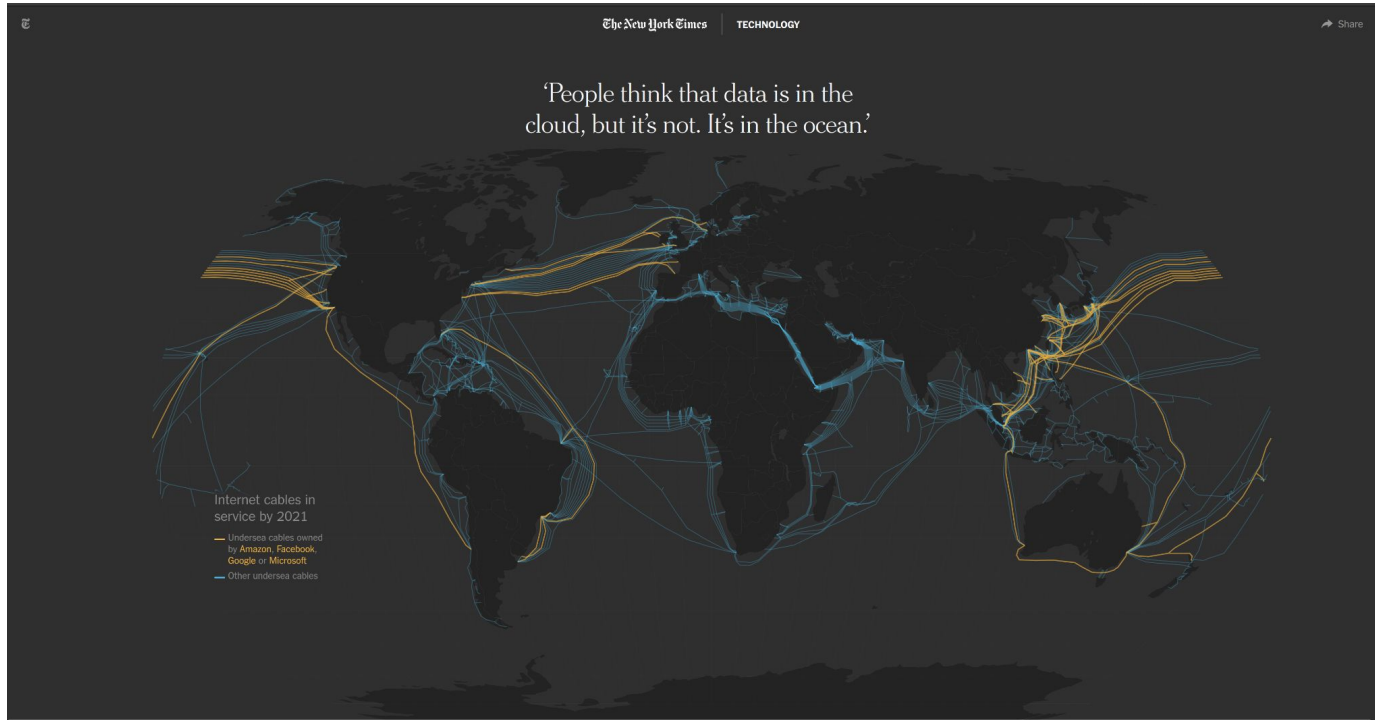 T
The New York Times
TECHNOLOGY
Share
‘People think that data is in the
cloud, but it’s not. It’s in the ocean.’
Internet cables in
service by 2021
Undersea cables owned
by Amazon, Facebook,
Google or Microsoft
Other undersea cables